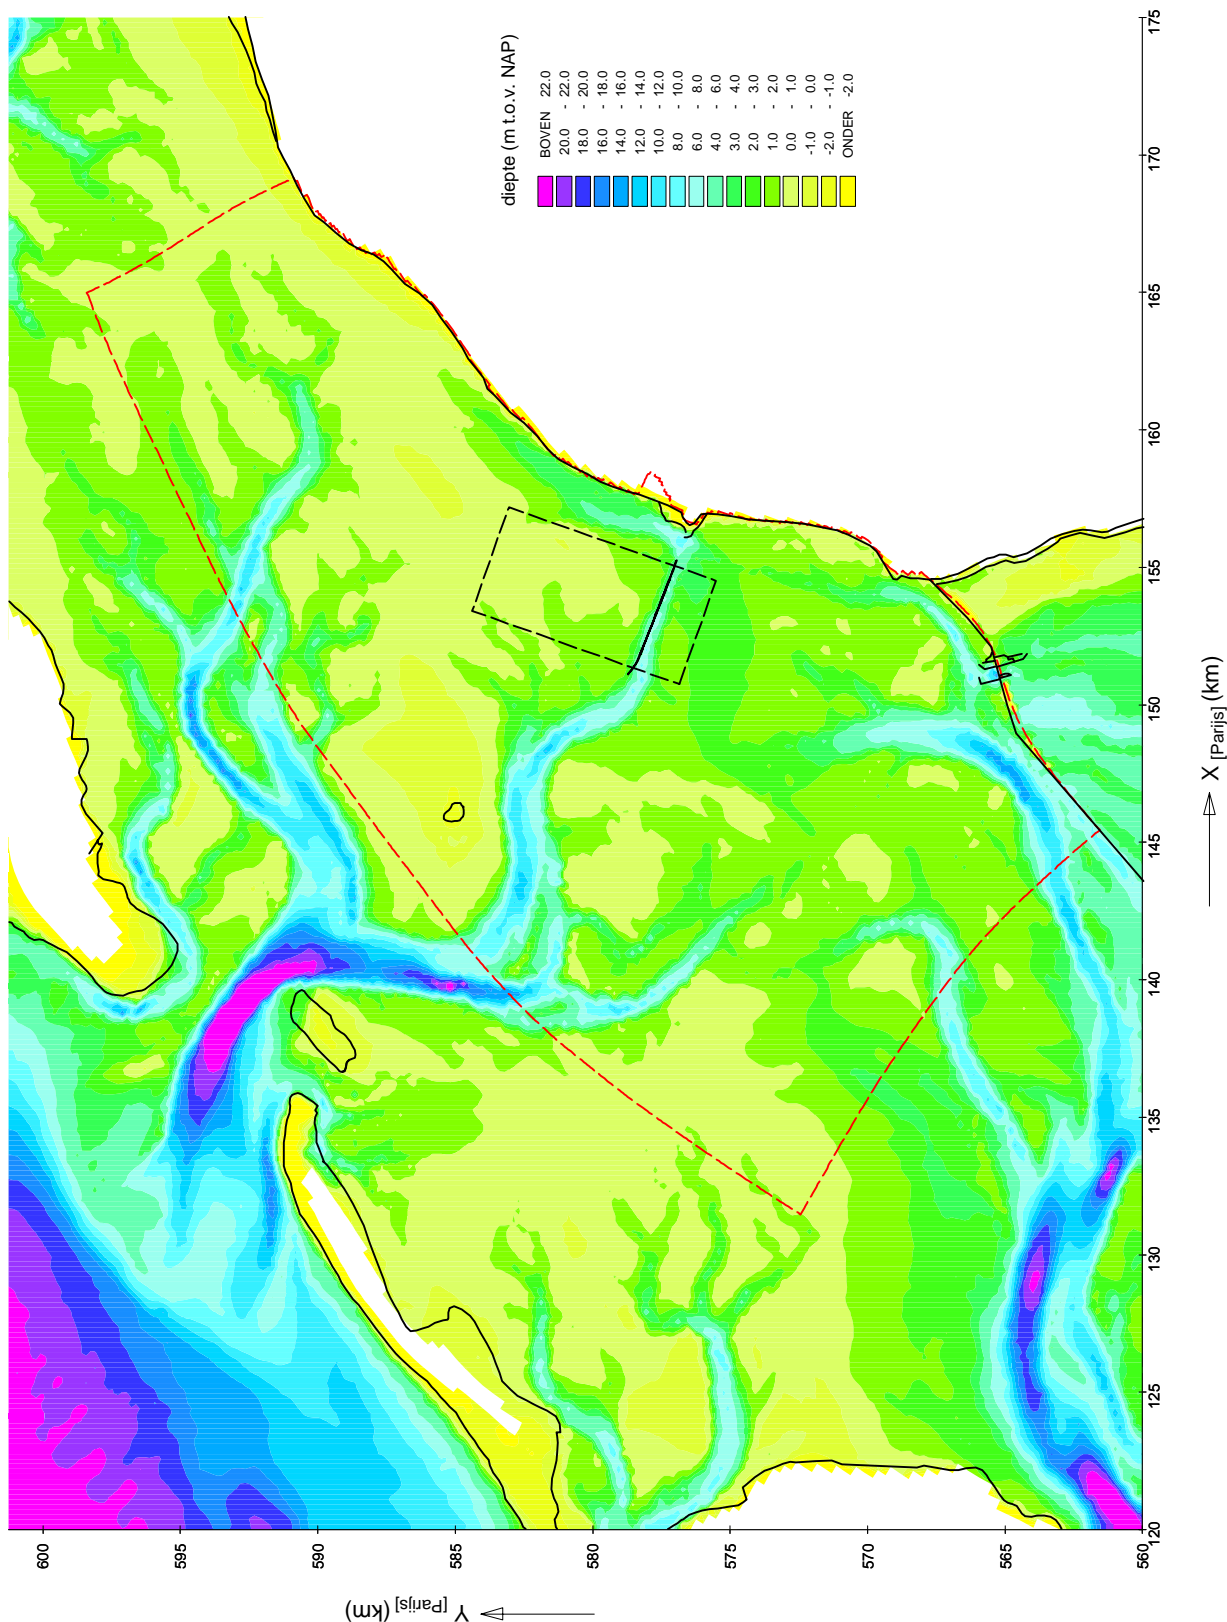 diepte (m t.o.v. NAP)
BOVEN 22.0
20.0 - 22.0
18.0 - 20.0
16.0 - 18.0
14.0 - 16.0
12.0 - 14.0
10.0 - 12.0
8.0 - 10.0
6.0 - 8.0
4.0 - 6.0
3.0 - 4.0
2.0 - 3.0
1.0 - 2.0
0.0 - 1.0
-1.0 - 0.0
-2.0 - -1.0
ONDER -2.0
600
595
590
585
580
575
570
565
560
Y [Parijs] (km)
120
125
130
135
140
145
150
155
160
165
170
175
X [Parijs] (km)